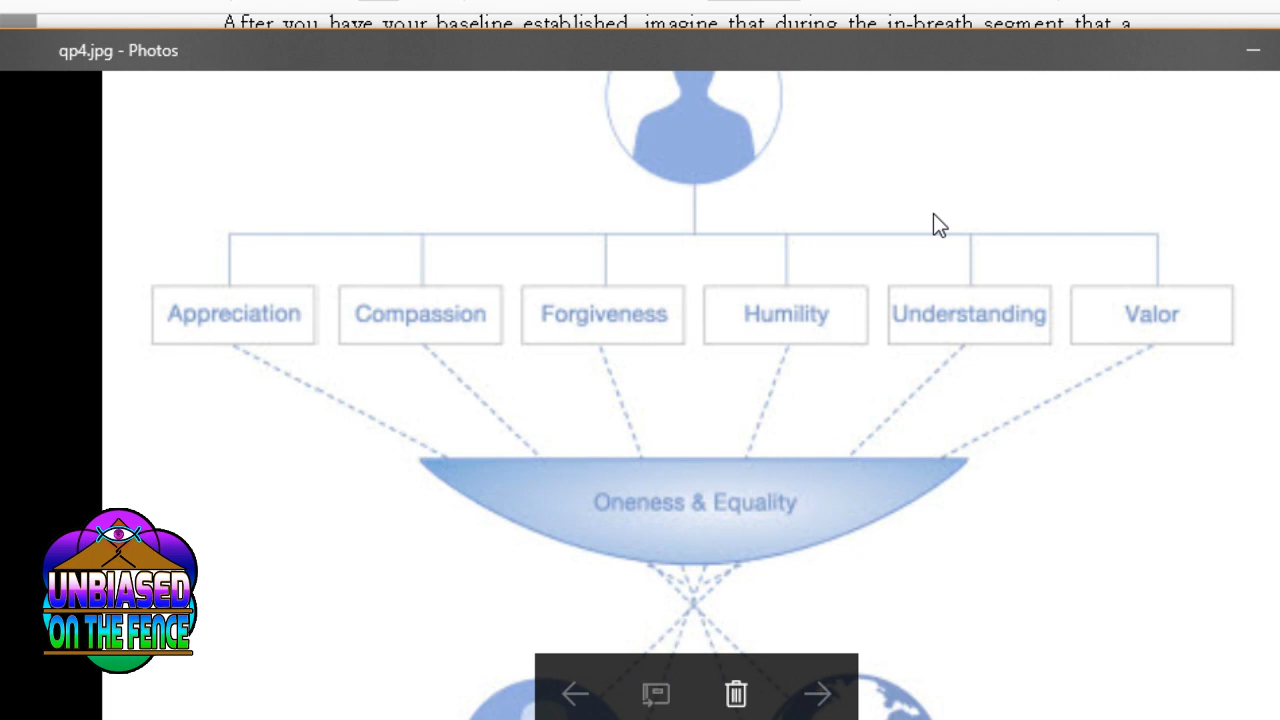 After you have your baseline established, imagine that during the in-breath segment that a
qp4.jpg - Photos
Appreciation
Compassion
Forgiveness
Humility
Understanding
Valor
Oneness & Equality
UNBIASED
ON THE FENCE